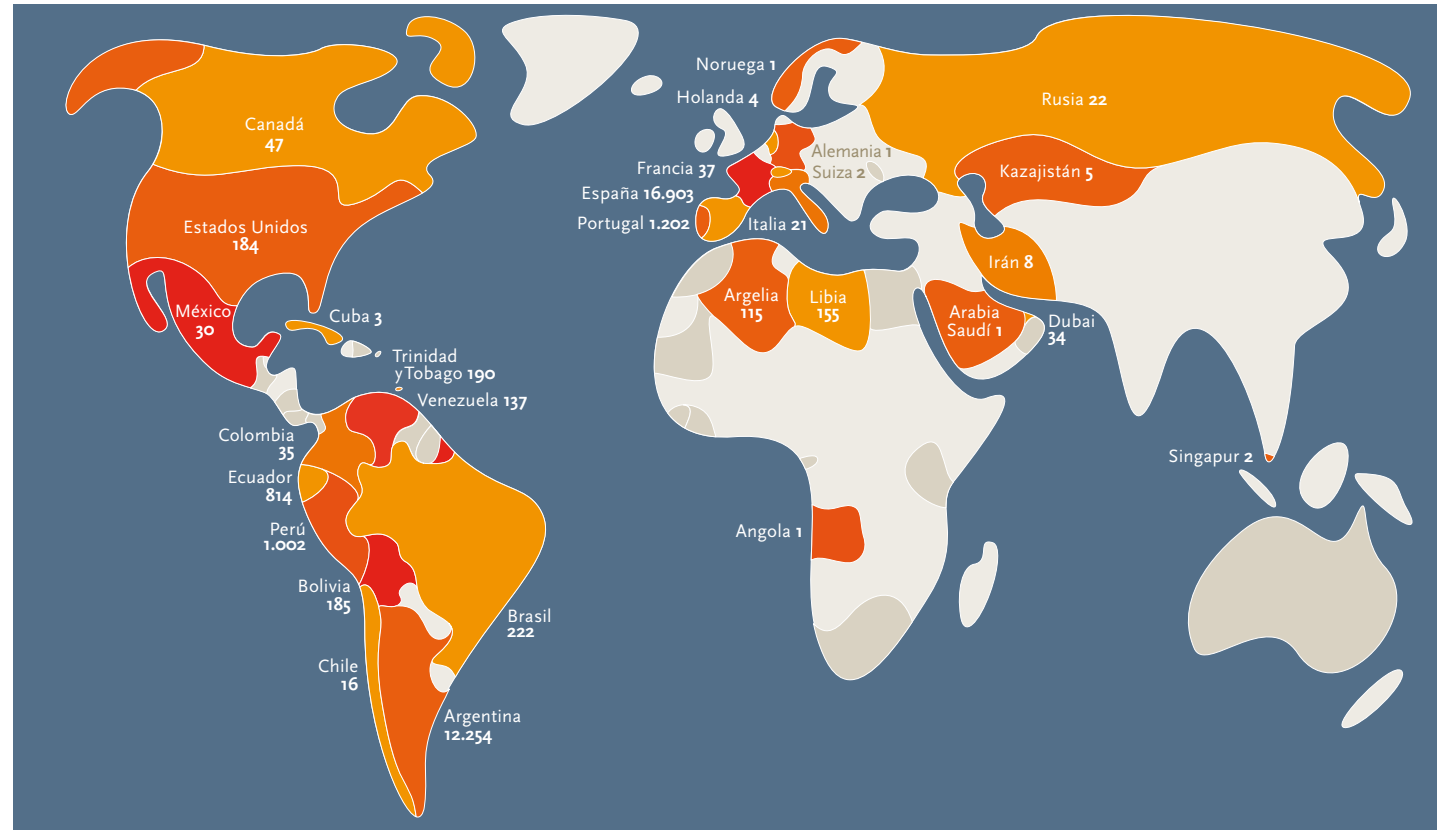 Canadá
47
Estados Unidos
184
México
30
Cuba 3
Trinidad
yTobago 190
Venezuela 137
Colombia
35
Ecuador
814
Perú
1.002
Bolivia
185
Brasil
222
Chile
16
Argentina
12.254
Noruega 1
Holanda 4
Alemania 1
Suiza 2
Francia 37
España 16.903
Portugal 1.202
Italia 21
Rusia 22
Kazajistán 5
Irán 8
Argelia
115
Libia
155
Arabia
Saudí 1
Dubai
34
Singapur 2
Angola 1